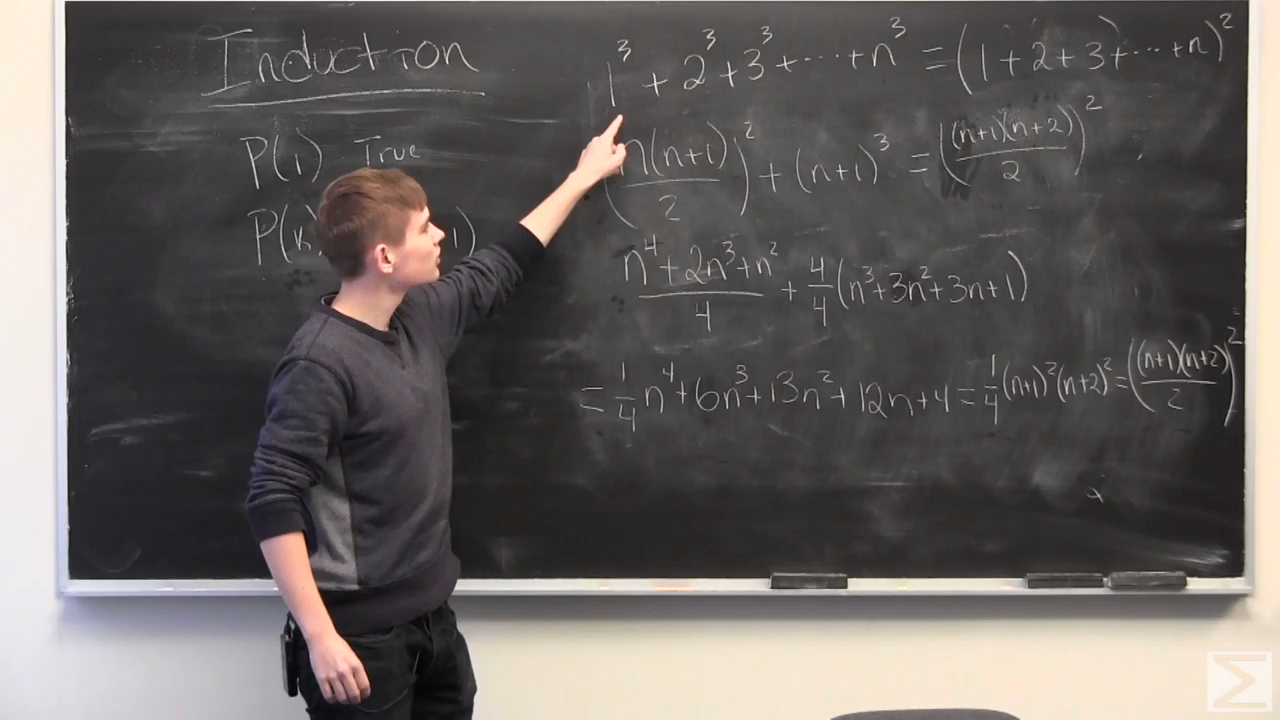 Induction
P(1) True
P(k 1)
1³ + 2³ + 3³ + ⋯ + n³ = (1 + 2 + 3 + ⋯ + n)²
(n(n+1)/2)² + (n+1)³ = ((n+1)(n+2)/2)²
(n⁴ + 2n³ + n²)/4 + 4/4(n³ + 3n² + 3n + 1)
= 1/4 n⁴ + 6n³ + 13n² + 12n + 4 = 1/4 (n+1)²(n+2)² = ((n+1)(n+2)/2)²
Σ